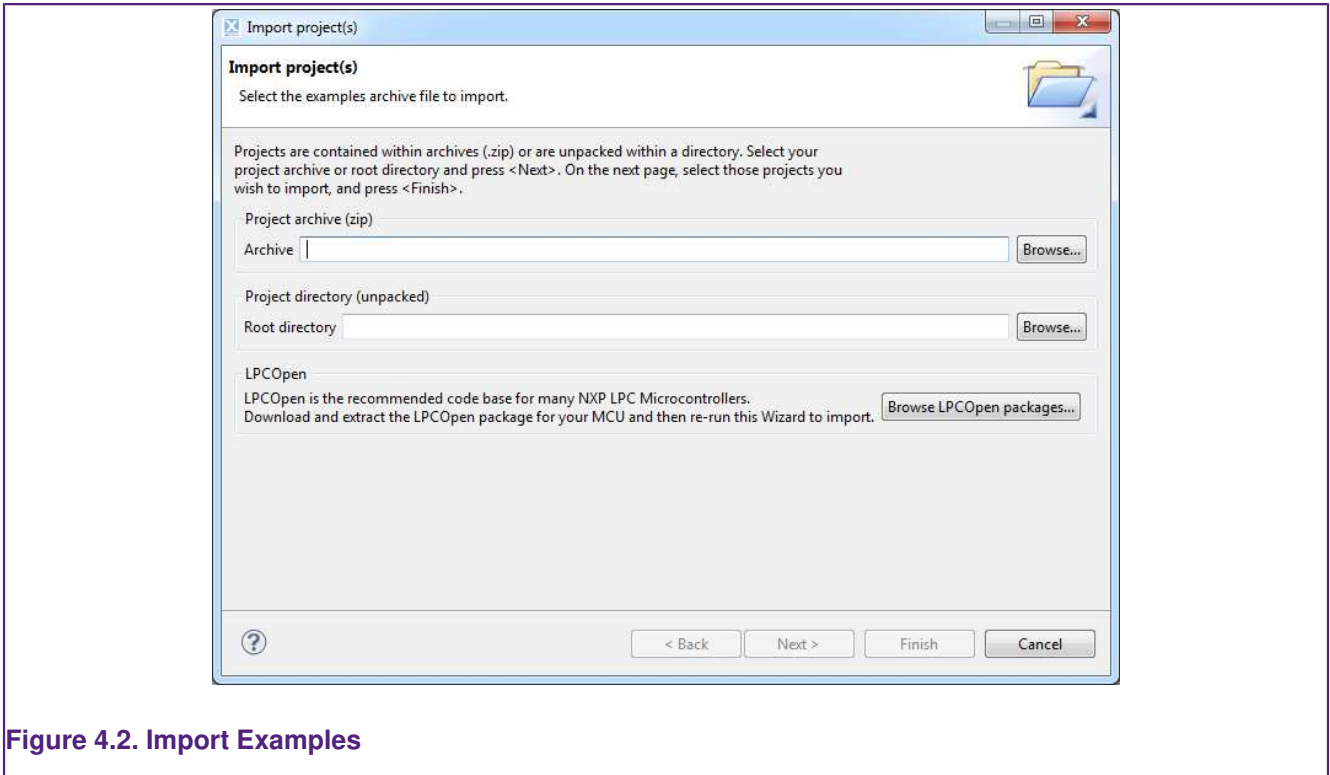 Import project(s)
Import project(s)
Select the examples archive file to import.
Projects are contained within archives (.zip) or are unpacked within a directory. Select your
project archive or root directory and press <Next>. On the next page, select those projects you
wish to import, and press <Finish>.
Project archive (zip)
Archive
Browse...
Project directory (unpacked)
Root directory
Browse...
LPCOpen
LPCOpen is the recommended code base for many NXP LPC Microcontrollers.
Download and extract the LPCOpen package for your MCU and then re-run this Wizard to import.
Browse LPCOpen packages...
< Back
Next >
Finish
Cancel
Figure 4.2. Import Examples